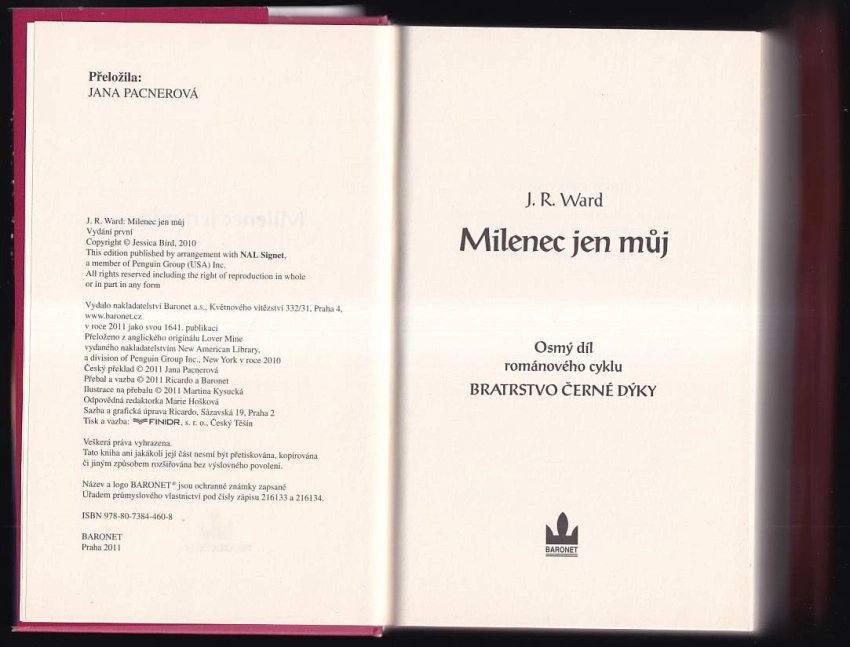 Přeložila:
JANA PACNEROVÁ
J. R. Ward: Milenec jen můj
Vydání první
Copyright © Jessica Bird, 2010
This edition published by arrangement with NAL Signet,
a member of Penguin Group (USA) Inc.
All rights reserved including the right of reproduction in whole
or in part in any form
Vydalo nakladatelství Baronet a.s., Květnového vítězství 332/31, Praha 4,
www.baronet.cz
v roce 2011 jako svou 1641. publikaci
Přeloženo z anglického originálu Lover Mine
vydaného nakladatelstvím New American Library,
a division of Penguin Group Inc., New York v roce 2010
Český překlad © 2011 Jana Pacnerová
Přebal a vazba © 2011 Ricardo a Baronet
Ilustrace na přebalu © 2011 Martina Kysucká
Odpovědná redaktorka Marie Hošková
Sazba a grafická úprava Ricardo, Sázavská 19, Praha 2
Tisk a vazba: FINIDR, s. r. o., Český Těšín
Veškerá práva vyhrazena.
Tato kniha ani jakákoli její část nesmí být přetiskována, kopírována
či jiným způsobem rozšiřována bez výslovného povolení.
Název a logo BARONET® jsou ochranné známky zapsané
Úřadem průmyslového vlastnictví pod čísly zápisu 216133 a 216134.
ISBN 978-80-7384-460-8
BARONET
Praha 2011
J. R. Ward
Milenec jen můj
Osmý díl
románového cyklu
BRATRSTVO ČERNÉ DÝKY
BARONET